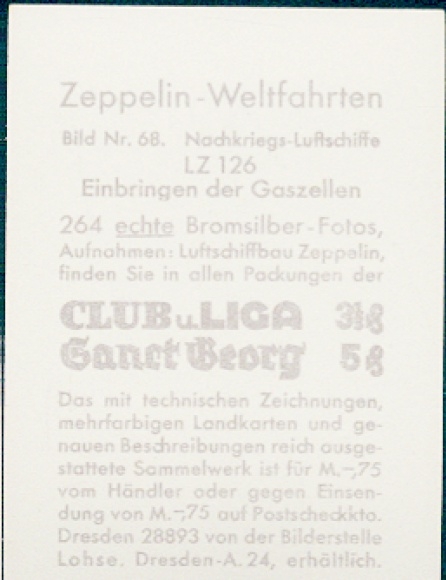 Zeppelin-Weltfahrten
Bild Nr. 68. Nachkriegs-Luftschiffe
LZ 126
Einbringen der Gaszellen
264 echte Bromsilber-Fotos,
Aufnahmen: Luftschiffbau Zeppelin,
finden Sie in allen Packungen der
CLUB u. LIGA 3⅓ ₰
Sanct Georg 5 ₰
Das mit technischen Zeichnungen,
mehrfarbigen Landkarten und ge-
nauen Beschreibungen reich ausge-
stattete Sammelwerk ist für M.–,75
vom Händler oder gegen Einsen-
dung von M.–,75 auf Postscheckkto.
Dresden 28893 von der Bilderstelle
Lohse, Dresden-A. 24, erhältlich.